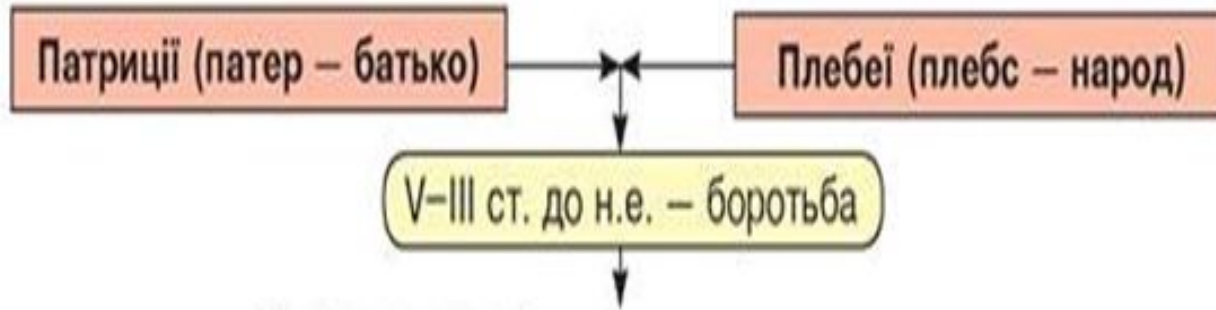 Патриції (патер – батько)
Плебеї (плебс – народ)
V–III ст. до н.е. – боротьба